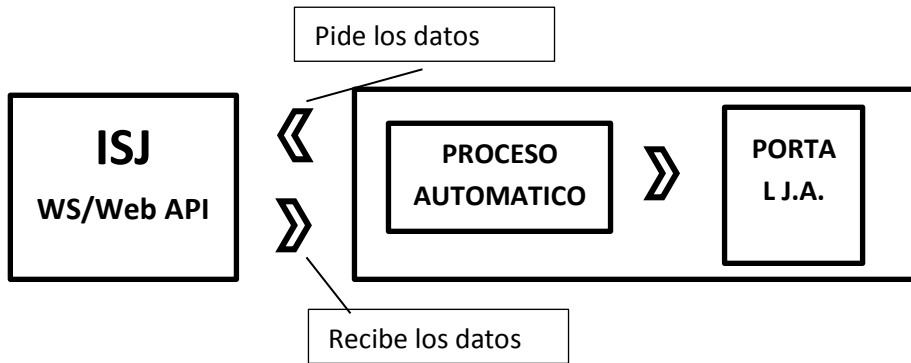 Pide los datos
ISJ
WS/Web API
PROCESO
AUTOMATICO
PORTA
L J.A.
Recibe los datos